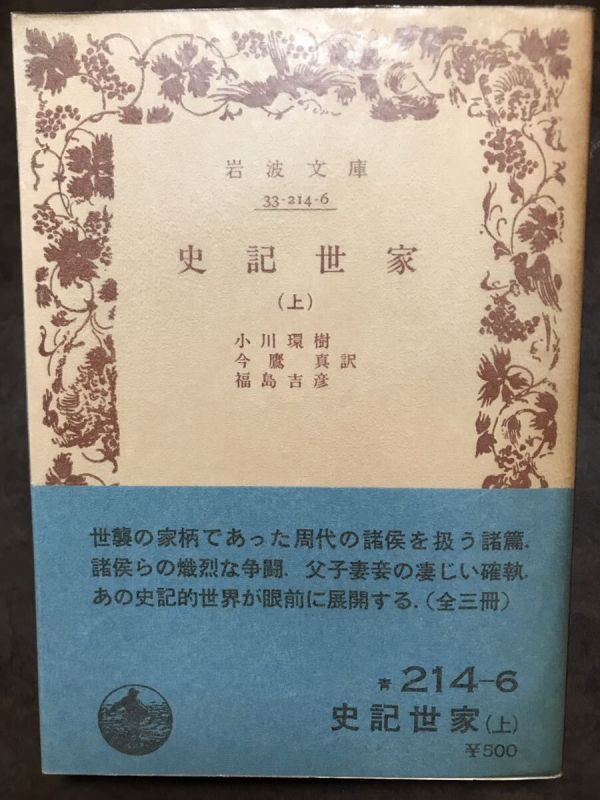 岩波文庫
33-214-6
史記世家
(上)
小川環樹
今鷹真訳
福島吉彦
世襲の家柄であった周代の諸侯を扱う諸篇.
諸侯らの熾烈な争闘. 父子妻妾の凄じい確執.
あの史記的世界が眼前に展開する.(全三冊)
青 214-6
史記世家(上)
¥500